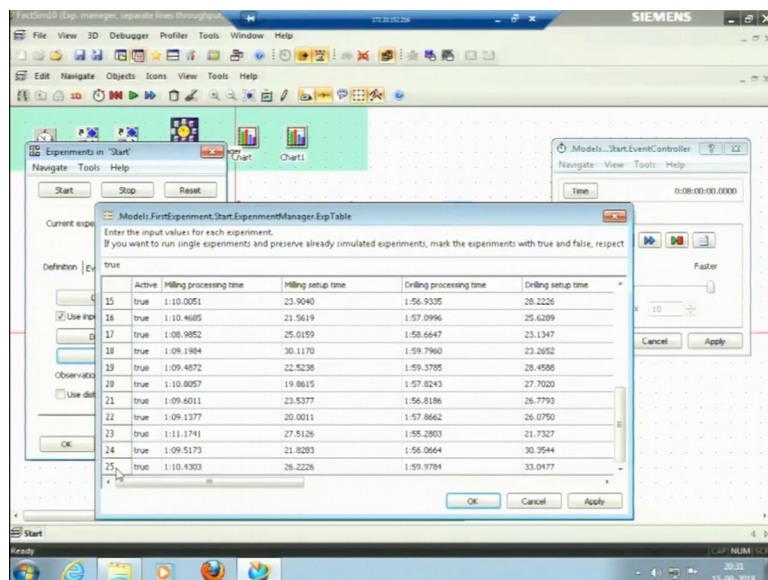 FactSim10 (Exp. manager, separate lines throughput,
172.20.192.216
SIEMENS
File View 3D Debugger Profiler Tools Window Help
Edit Navigate Objects Icons View Tools Help
3D
Chart Chart1
Experiments in 'Start'
Navigate Tools Help
Start Stop Reset
Current expe
Definition Ev
Use inp
D
Observatio
Use dist
OK
.Models...Start.EventController
Navigate View Tools Help
Time 0:08:00:00.0000
Faster
x 10
Cancel Apply
.Models.FirstExperiment.Start.ExperimentManager.ExpTable
Enter the input values for each experiment.
If you want to run single experiments and preserve already simulated experiments, mark the experiments with true and false, respect
true
Active Milling processing time Milling setup time Drilling processing time Drilling setup time
15 true 1:10.0051 23.9040 1:56.9335 28.2226
16 true 1:10.4685 21.5619 1:57.0996 25.6289
17 true 1:08.9852 25.0159 1:58.6647 23.1347
18 true 1:09.1984 30.1170 1:59.7960 23.2652
19 true 1:09.4872 22.5238 1:59.3785 28.4588
20 true 1:10.8057 19.8615 1:57.8243 27.7020
21 true 1:09.6011 23.5377 1:56.8186 26.7793
22 true 1:09.1377 20.0011 1:57.8662 26.0750
23 true 1:11.1741 27.5126 1:55.2803 21.7327
24 true 1:09.5173 21.8283 1:56.0664 30.3544
25 true 1:10.4303 26.2226 1:59.9784 33.0477
OK Cancel Apply
Start
Ready
CAP NUM SCR
20:31
15-09-2018